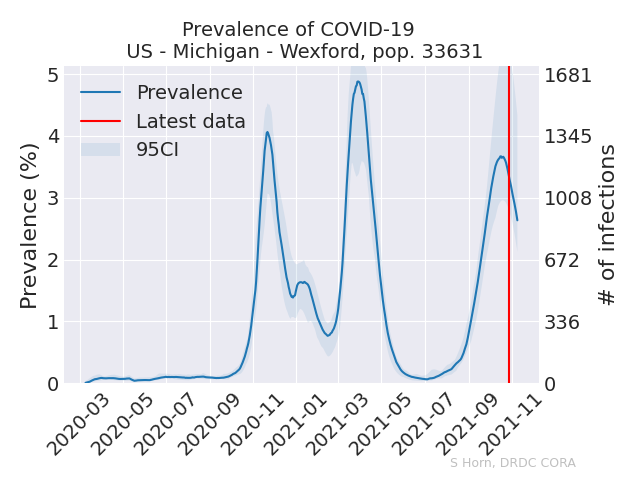 Prevalence of COVID-19
US - Michigan - Wexford, pop. 33631
Prevalence
Latest data
95CI
Prevalence (%)
5
4
3
2
1
0
1681
1345
1008
672
336
0
# of infections
2020-03
2020-05
2020-07
2020-09
2020-11
2021-01
2021-03
2021-05
2021-07
2021-09
2021-11
S Horn, DRDC CORA